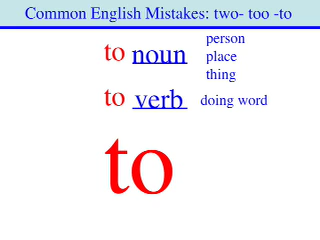 Common English Mistakes: two- too -to
person
to noun place
thing
to verb doing word
to